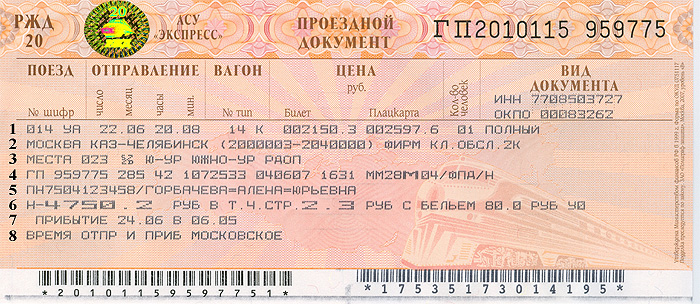 РЖД АСУ ПРОЕЗДНОЙ ГП2010115 959775
20 «ЭКСПРЕСС» ДОКУМЕНТ
ПОЕЗД ОТПРАВЛЕНИЕ ВАГОН ЦЕНА ВИД
руб. ДОКУМЕНТА
№ шифр число месяц часы мин. № тип Билет Плацкарта Кол-во человек ИНН 7708503727
ОКПО 00083262
1 014 УА 22.06 20.08 14 К 002150.3 002597.6 01 ПОЛНЫЙ
2 МОСКВА КАЗ-ЧЕЛЯБИНСК (2000003-2040000) ФИРМ КЛ.ОБСЛ.2К
3 МЕСТА 023 Ю-УР ЮЖНО-УР РАОП
4 ГП 959775 285 42 1072533 040607 1631 ММ28М04/ФПА/Н
5 ПН7504123458/ГОРБАЧЕВА=АЛЕНА=ЮРЬЕВНА
6 Н-4750.2 РУБ В Т.Ч.СТР.2.3 РУБ С БЕЛЬЕМ 80.0 РУБ УО
7 ПРИБЫТИЕ 24.06 В 06.05
8 ВРЕМЯ ОТПР И ПРИБ МОСКОВСКОЕ
*20101159597751*
*17535173014195*